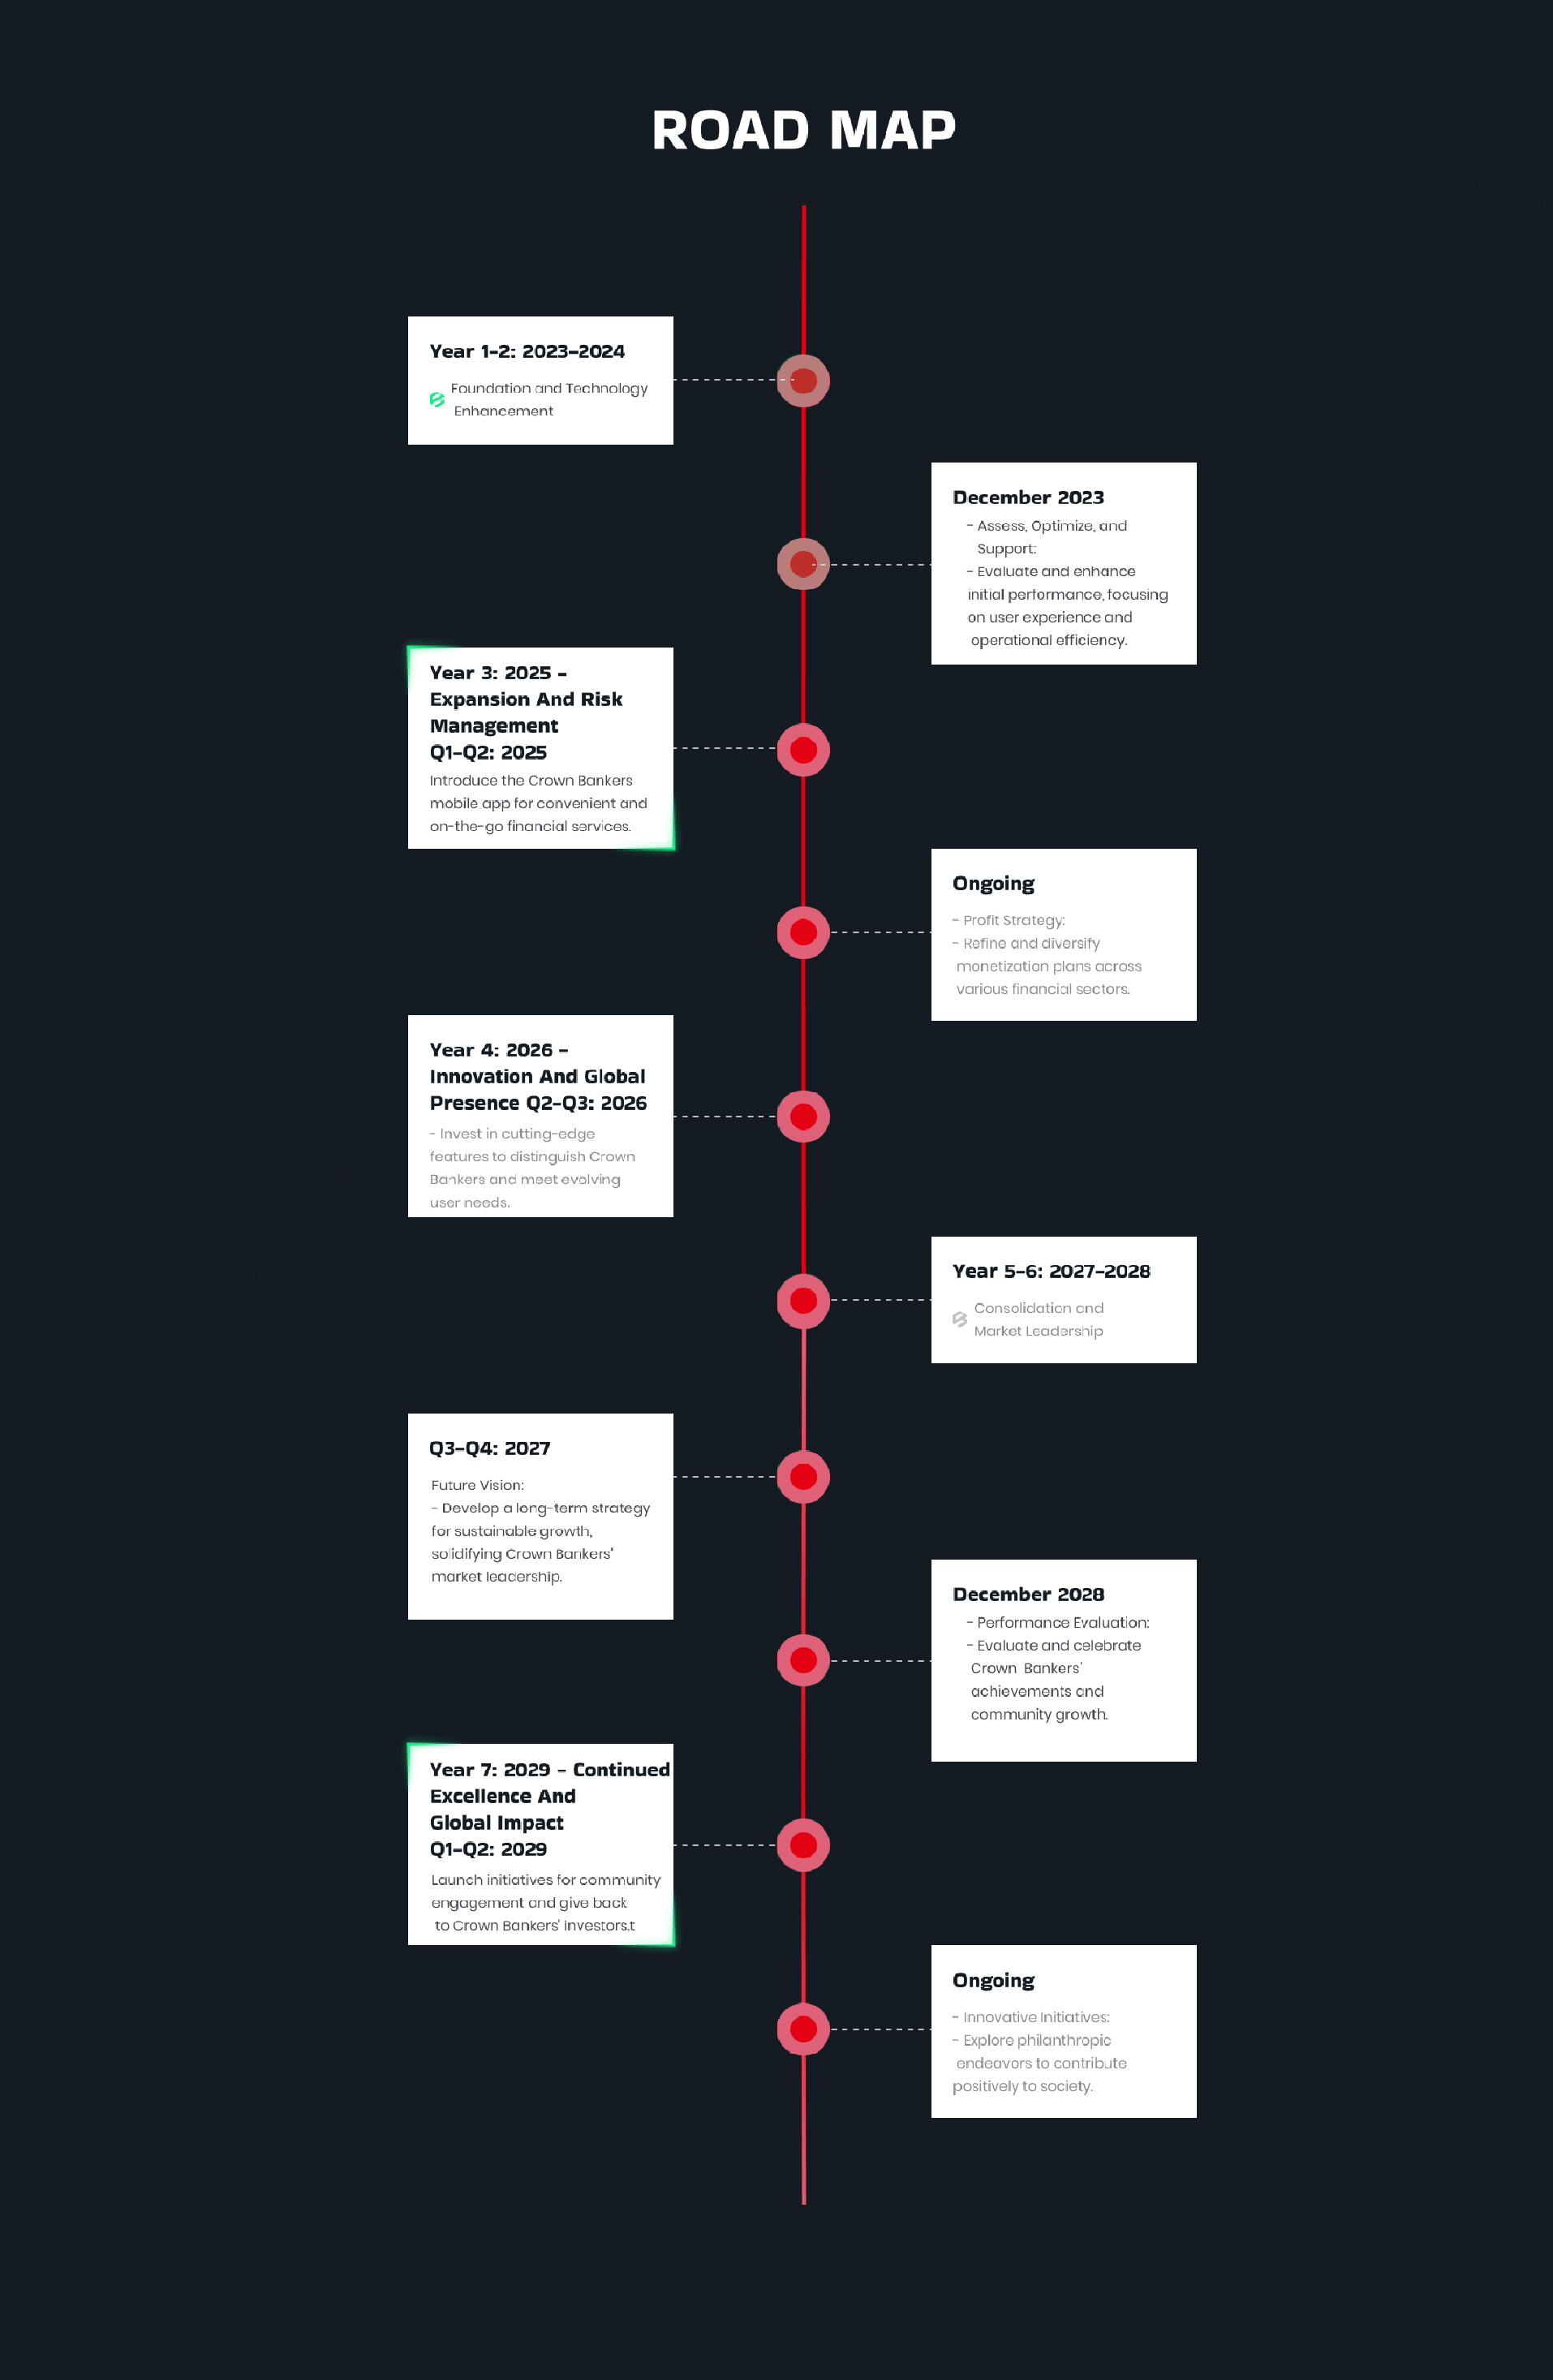 ROAD MAP
Year 1-2: 2023-2024
Foundation and Technology
Enhancement
December 2023
- Assess, Optimize, and
Support:
- Evaluate and enhance
initial performance, focusing
on user experience and
operational efficiency.
Year 3: 2025 -
Expansion And Risk
Management
Q1-Q2: 2025
Introduce the Crown Bankers
mobile app for convenient and
on-the-go financial services.
Ongoing
- Profit Strategy:
- Refine and diversify
monetization plans across
various financial sectors.
Year 4: 2026 -
Innovation And Global
Presence Q2-Q3: 2026
- Invest in cutting-edge
features to distinguish Crown
Bankers and meet evolving
user needs.
Year 5-6: 2027-2028
Consolidation and
Market Leadership
Q3-Q4: 2027
Future Vision:
- Develop a long-term strategy
for sustainable growth,
solidifying Crown Bankers'
market leadership.
December 2028
- Performance Evaluation:
- Evaluate and celebrate
Crown Bankers'
achievements and
community growth.
Year 7: 2029 - Continued
Excellence And
Global Impact
Q1-Q2: 2029
Launch initiatives for community
engagement and give back
to Crown Bankers' investors.t
Ongoing
- Innovative Initiatives:
- Explore philanthropic
endeavors to contribute
positively to society.